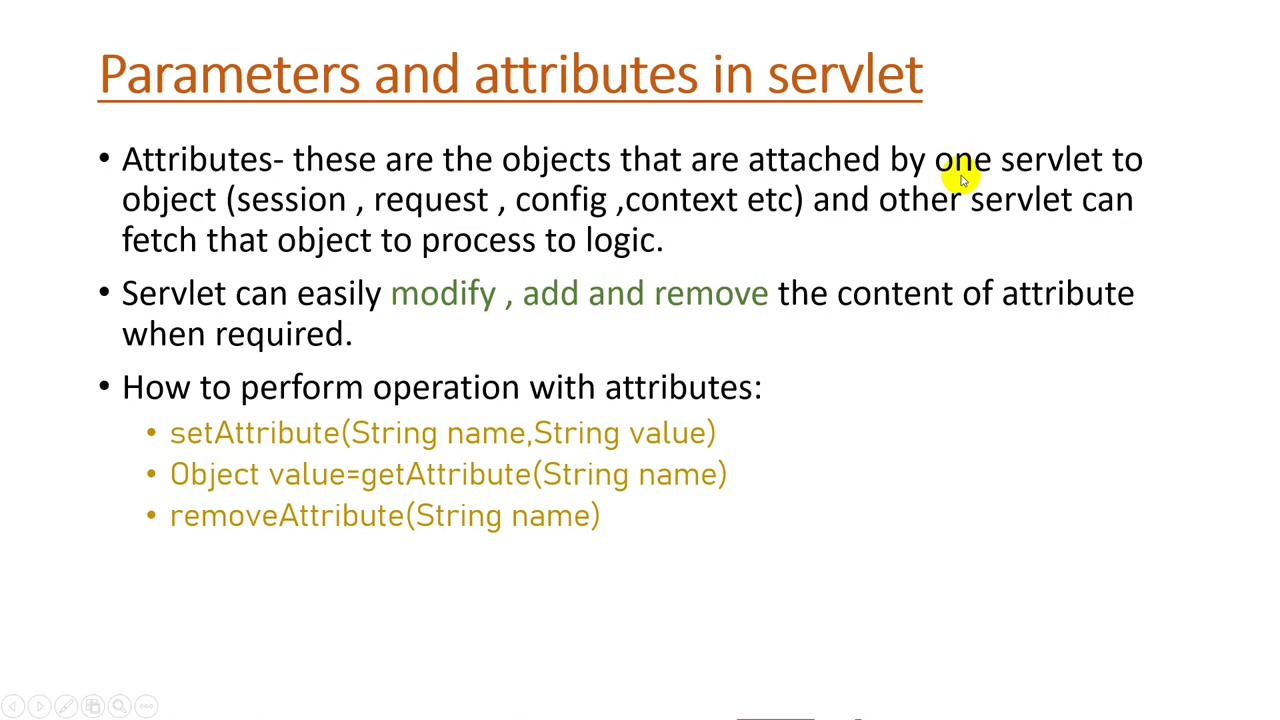 Parameters and attributes in servlet
• Attributes- these are the objects that are attached by one servlet to
object (session , request , config ,context etc) and other servlet can
fetch that object to process to logic.
• Servlet can easily modify , add and remove the content of attribute
when required.
• How to perform operation with attributes:
• setAttribute(String name,String value)
• Object value=getAttribute(String name)
• removeAttribute(String name)